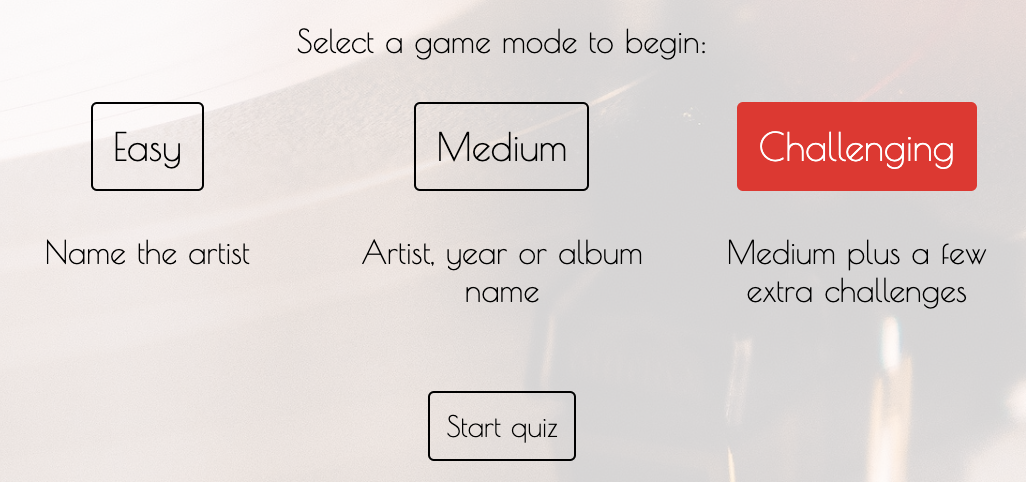 Select a game mode to begin:
Easy
Medium
Challenging
Name the artist
Artist, year or album
name
Medium plus a few
extra challenges
Start quiz